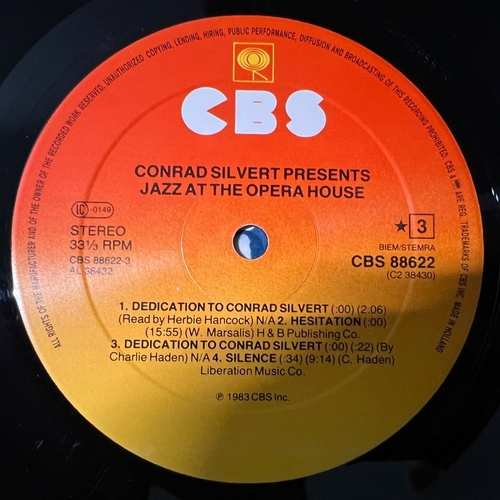 ALL RIGHTS OF THE MANUFACTURER AND OF THE OWNER OF THE RECORDED WORK RESERVED. UNAUTHORIZED COPYING, LENDING, HIRING, PUBLIC PERFORMANCE, DIFFUSION AND BROADCASTING OF THIS RECORD PROHIBITED. CBS & ARE REG. TRADEMARKS OF CBS INC. MADE IN HOLLAND
CBS
CONRAD SILVERT PRESENTS
JAZZ AT THE OPERA HOUSE
IC -0149
★ 3
STEREO
33⅓ RPM
BIEM/STEMRA
CBS 88622-3
CBS 88622
AL 38432
(C2 38430)
1. DEDICATION TO CONRAD SILVERT (:00) (2.06)
(Read by Herbie Hancock) N/A 2. HESITATION (:00)
(15:55) (W. Marsalis) H & B Publishing Co.
3. DEDICATION TO CONRAD SILVERT (:00) (:22) (By
Charlie Haden) N/A 4. SILENCE (:34) (9:14) (C. Haden)
Liberation Music Co.
℗ 1983 CBS Inc.